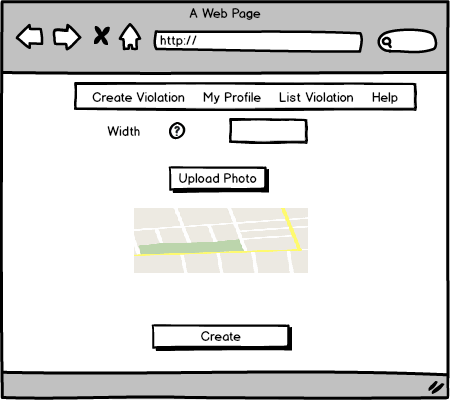 A Web Page
http://
Create Violation My Profile List Violation Help
Width ?
Upload Photo
Create